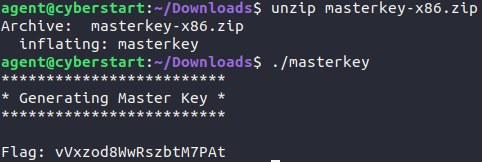 agent@cyberstart:~/Downloads$ unzip masterkey-x86.zip
Archive:  masterkey-x86.zip
  inflating: masterkey
agent@cyberstart:~/Downloads$ ./masterkey
*************************
* Generating Master Key *
*************************
Flag: vVxzod8WwRszbtM7PAt